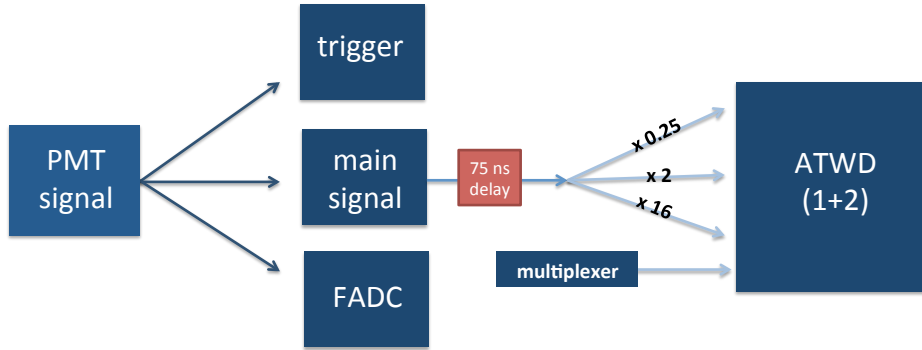 trigger
PMT
signal
main
signal
75 ns
delay
x 0.25
x 2
x 16
ATWD
(1+2)
multiplexer
FADC